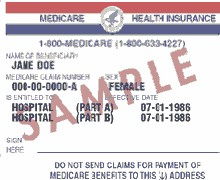 MEDICARE HEALTH INSURANCE
1-800-MEDICARE (1-800-633-4227)
NAME OF BENEFICIARY
JANE DOE
MEDICARE CLAIM NUMBER SEX
000-00-0000-A FEMALE
IS ENTITLED TO EFFECTIVE DATE
HOSPITAL (PART A) 07-01-1986
HOSPITAL (PART B) 07-01-1986
SIGN
HERE
SAMPLE
DO NOT SEND CLAIMS FOR PAYMENT OF
MEDICARE BENEFITS TO THIS (↓) ADDRESS